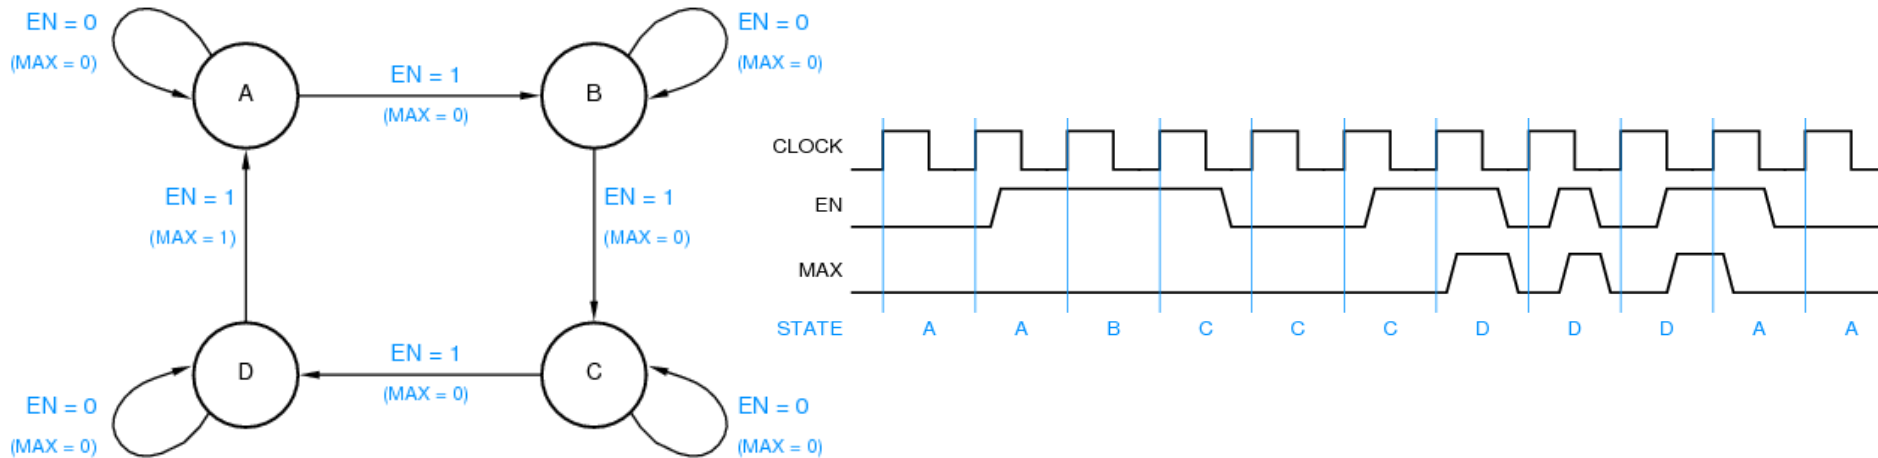 EN = 0
(MAX = 0)
A
EN = 1
(MAX = 0)
B
EN = 0
(MAX = 0)
EN = 1
(MAX = 1)
EN = 1
(MAX = 0)
D
EN = 1
(MAX = 0)
C
EN = 0
(MAX = 0)
EN = 0
(MAX = 0)
CLOCK
EN
MAX
STATE A A B C C C D D D A A